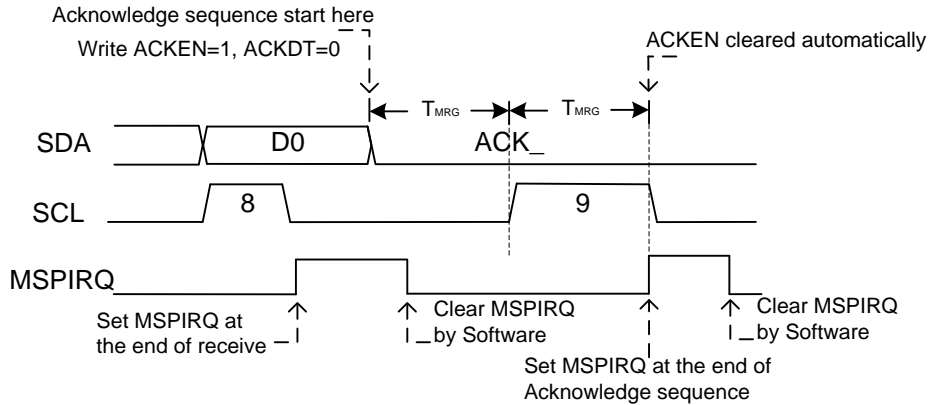 Acknowledge sequence start here
Write ACKEN=1, ACKDT=0
ACKEN cleared automatically
TMRG
TMRG
SDA
D0
ACK_
SCL
8
9
MSPIRQ
Set MSPIRQ at
the end of receive
Clear MSPIRQ
by Software
Set MSPIRQ at the end of
Acknowledge sequence
Clear MSPIRQ
by Software